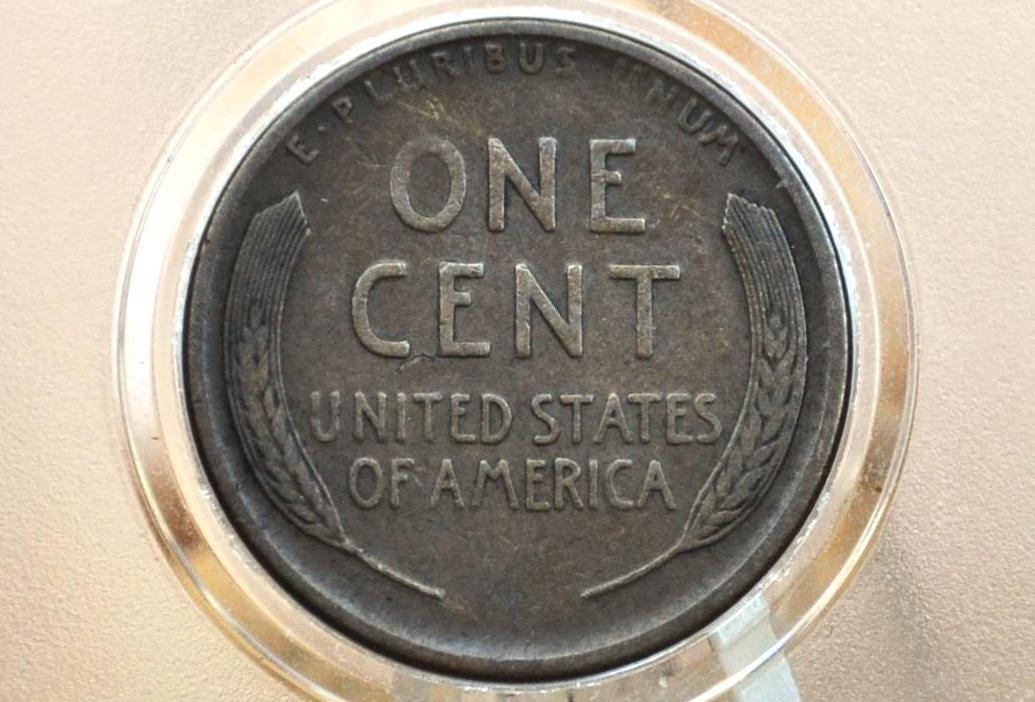 E·PLURIBUS UNUM
ONE
CENT
UNITED STATES
OF AMERICA